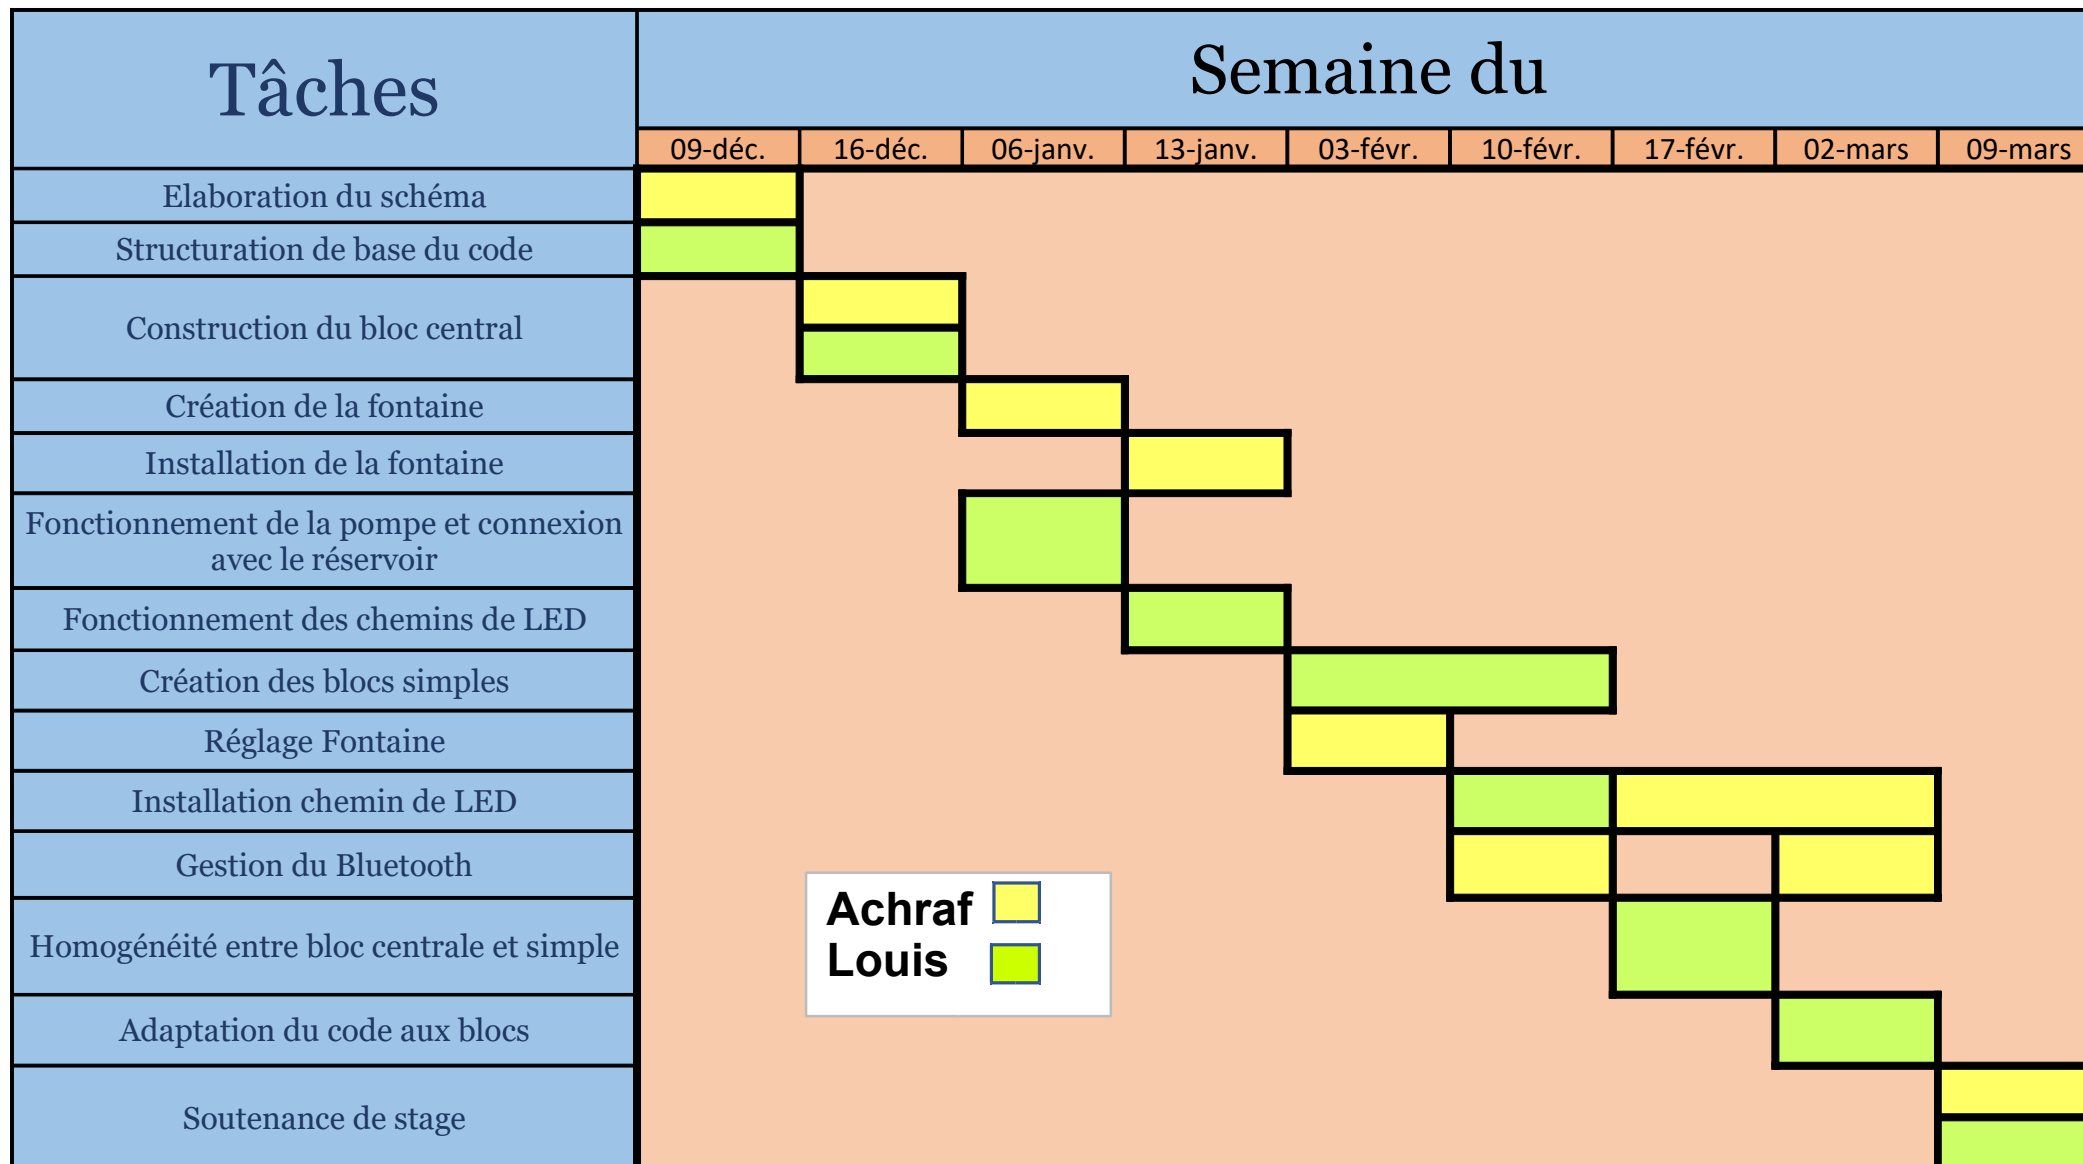 Tâches
Semaine du
09-déc.
16-déc.
06-janv.
13-janv.
03-févr.
10-févr.
17-févr.
02-mars
09-mars
Elaboration du schéma
Structuration de base du code
Construction du bloc central
Création de la fontaine
Installation de la fontaine
Fonctionnement de la pompe et connexion
avec le réservoir
Fonctionnement des chemins de LED
Création des blocs simples
Réglage Fontaine
Installation chemin de LED
Gestion du Bluetooth
Homogénéité entre bloc centrale et simple
Adaptation du code aux blocs
Soutenance de stage
Achraf
Louis